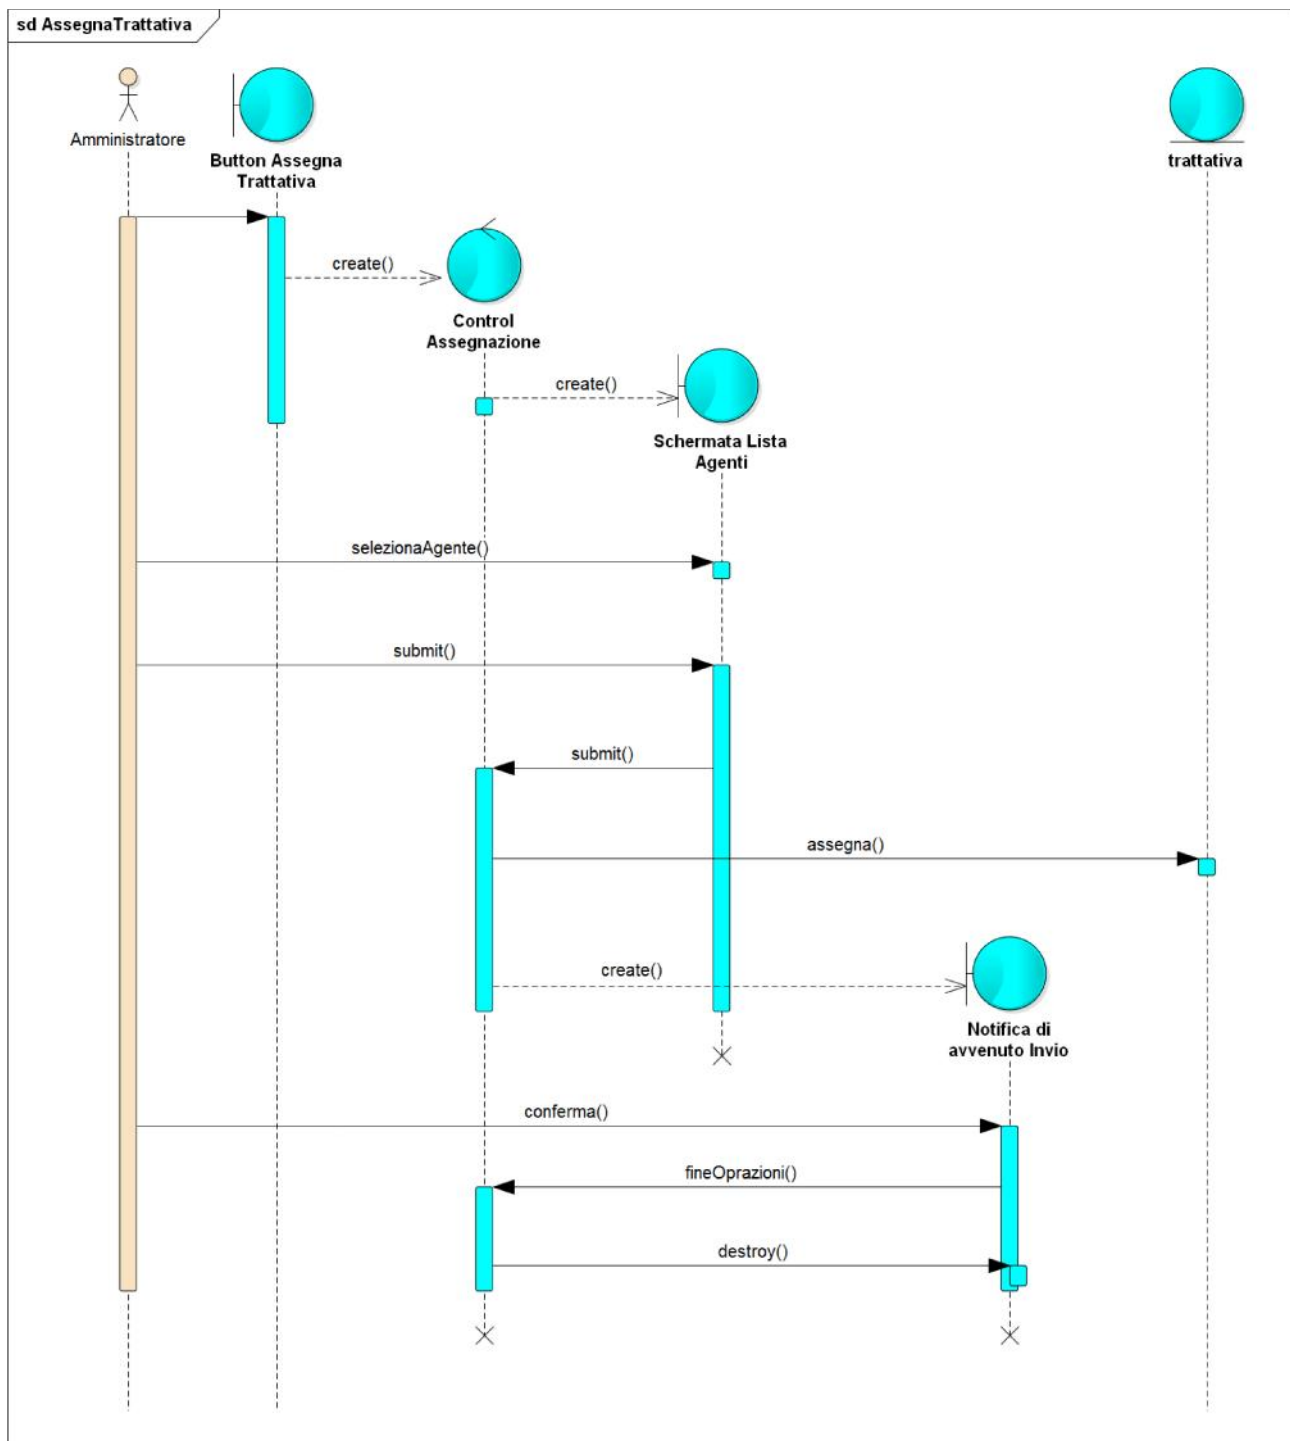 sd AssegnaTrattativa
Amministratore
Button Assegna
Trattativa
trattativa
create()
Control
Assegnazione
create()
Schermata Lista
Agenti
selezionaAgente()
submit()
submit()
assegna()
create()
Notifica di
avvenuto Invio
conferma()
fineOprazioni()
destroy()